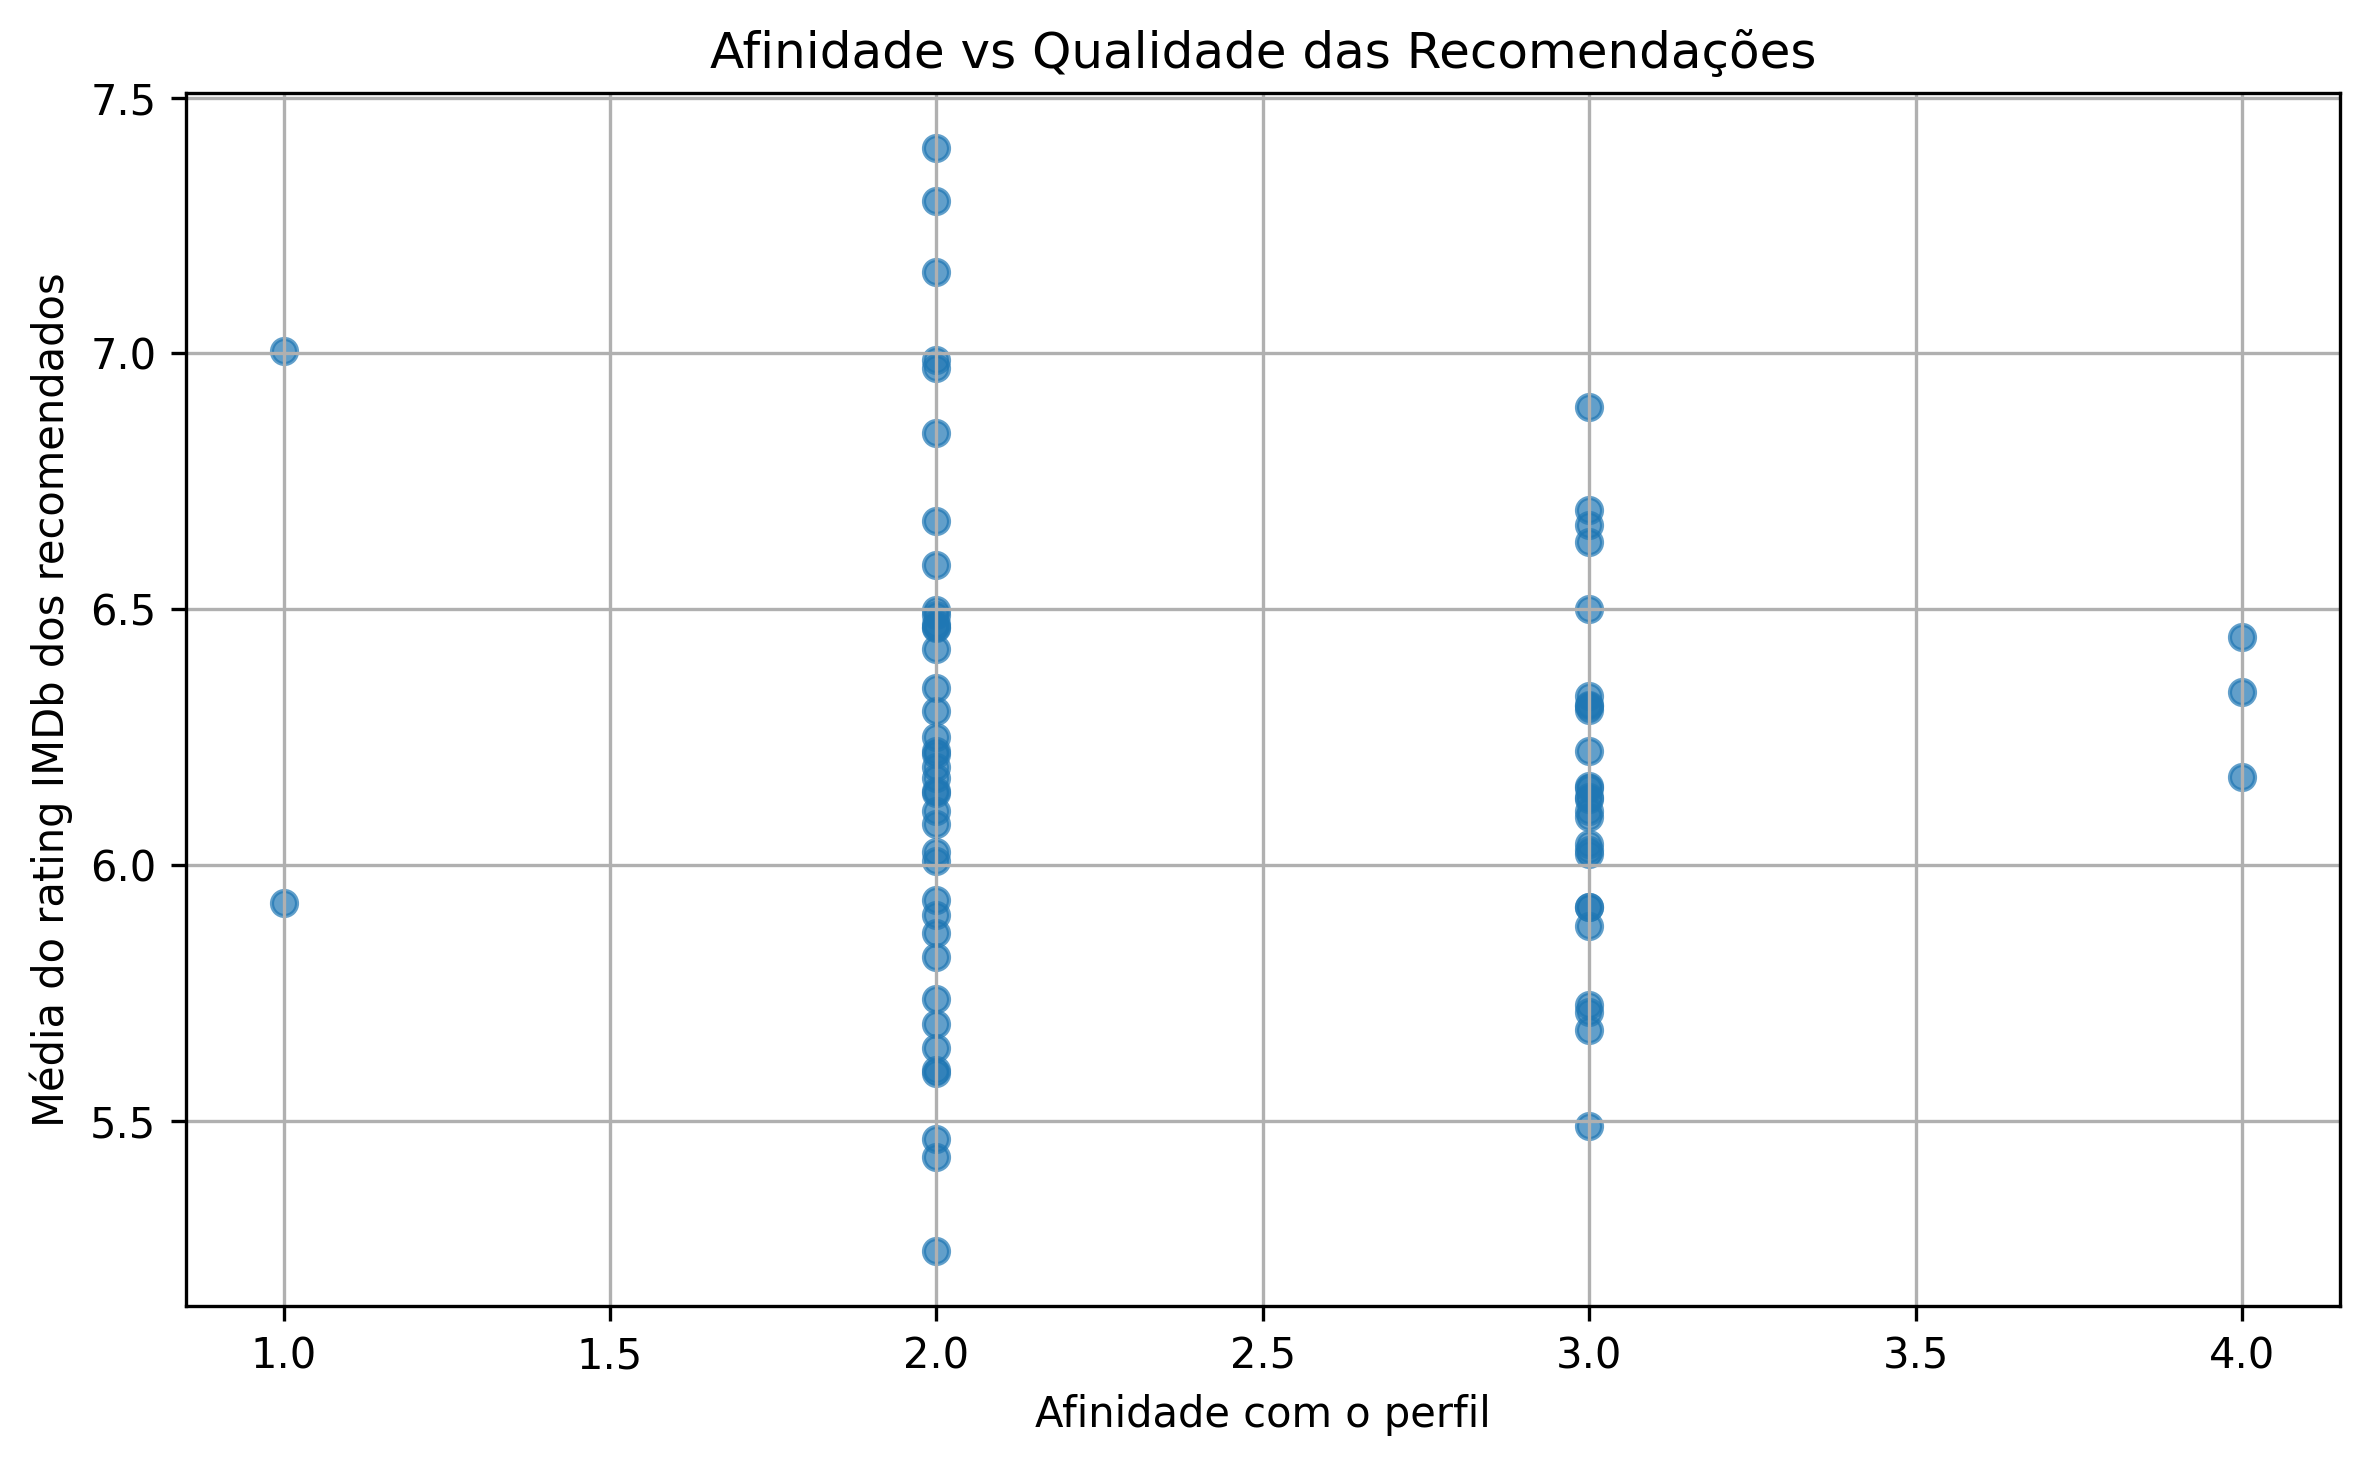 Afinidade vs Qualidade das Recomendações
Média do rating IMDb dos recomendados
7.5
7.0
6.5
6.0
5.5
1.0 1.5 2.0 2.5 3.0 3.5 4.0
Afinidade com o perfil